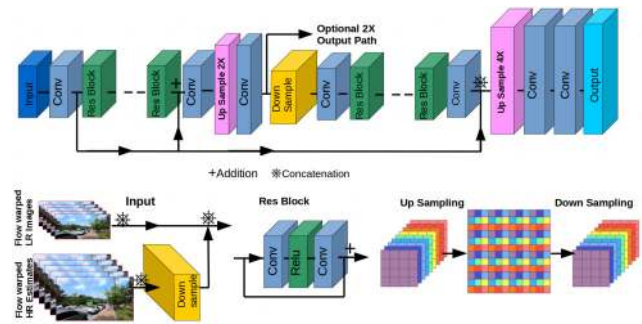 Optional 2X
Output Path
Input
Conv
Res Block
Res Block
+
Conv
Up Sample 2X
Conv
Down
Sample
Conv
Res Block
Res Block
Conv
Up Sample 4X
Conv
Conv
Output
+Addition
※Concatenation
Input
Flow warped
LR Images
Flow warped
HR Estimates
Down
sample
Res Block
Conv
Relu
Conv
+
Up Sampling
Down Sampling